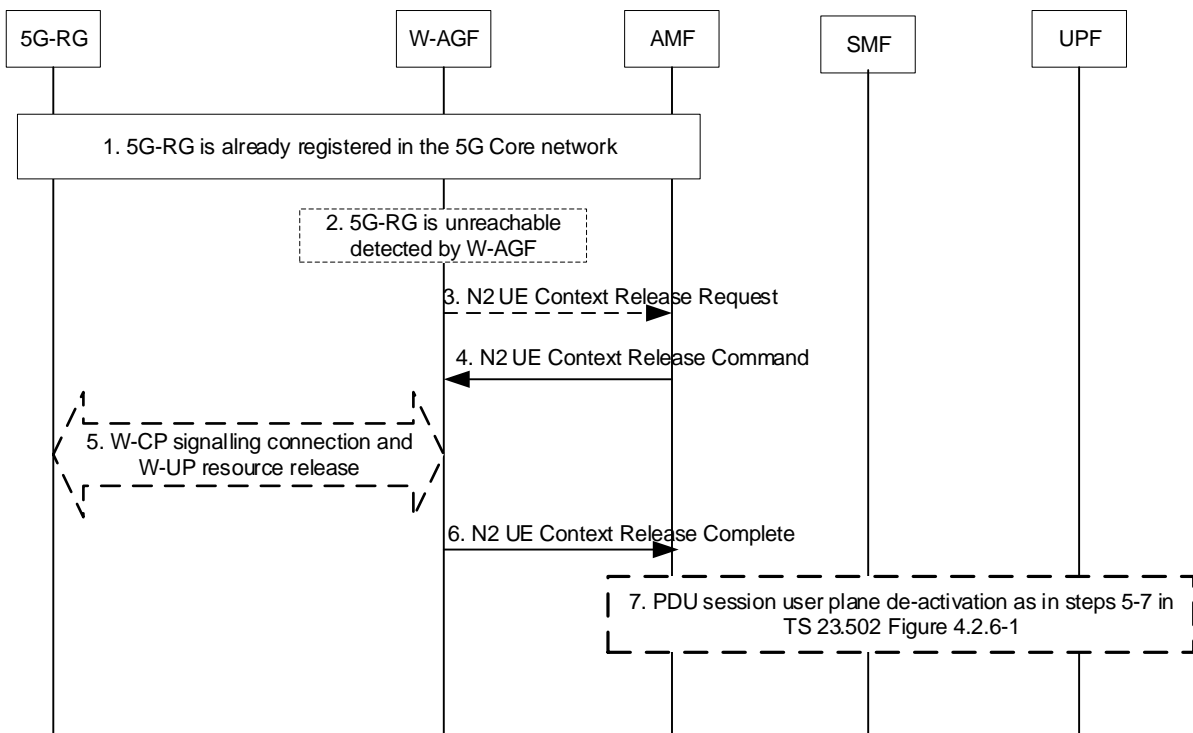 5G-RG
W-AGF
AMF
SMF
UPF
1. 5G-RG is already registered in the 5G Core network
2. 5G-RG is unreachable
detected by W-AGF
3. N2 UE Context Release Request
4. N2 UE Context Release Command
5. W-CP signalling connection and
W-UP resource release
6. N2 UE Context Release Complete
7. PDU session user plane de-activation as in steps 5-7 in
TS 23.502 Figure 4.2.6-1